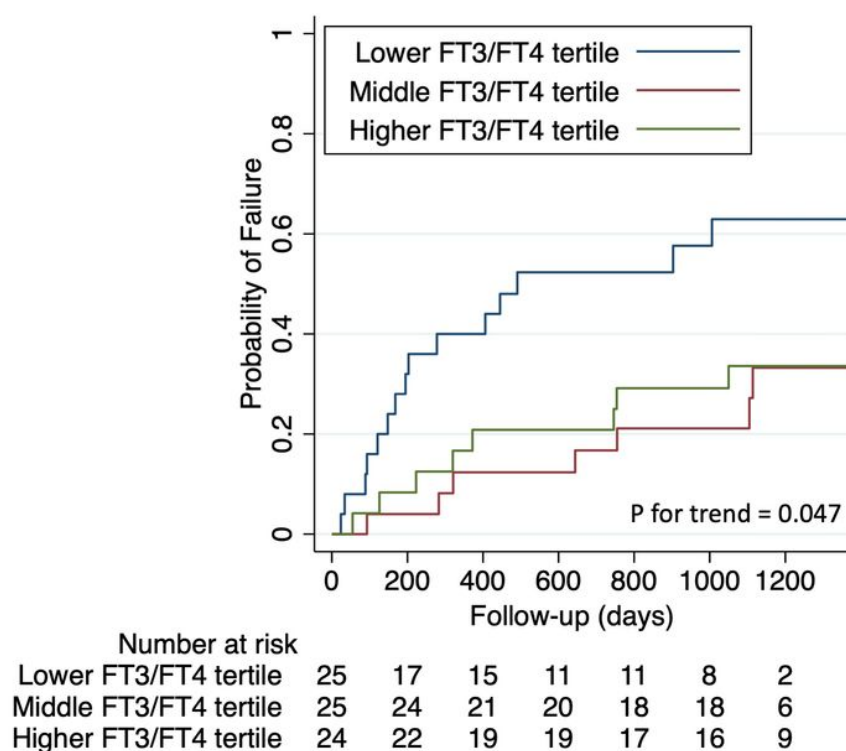 Lower FT3/FT4 tertile
Middle FT3/FT4 tertile
Higher FT3/FT4 tertile
Probability of Failure
1
0.8
0.6
0.4
0.2
0
P for trend = 0.047
0 200 400 600 800 1000 1200
Follow-up (days)
Number at risk
Lower FT3/FT4 tertile 25 17 15 11 11 8 2
Middle FT3/FT4 tertile 25 24 21 20 18 18 6
Higher FT3/FT4 tertile 24 22 19 19 17 16 9